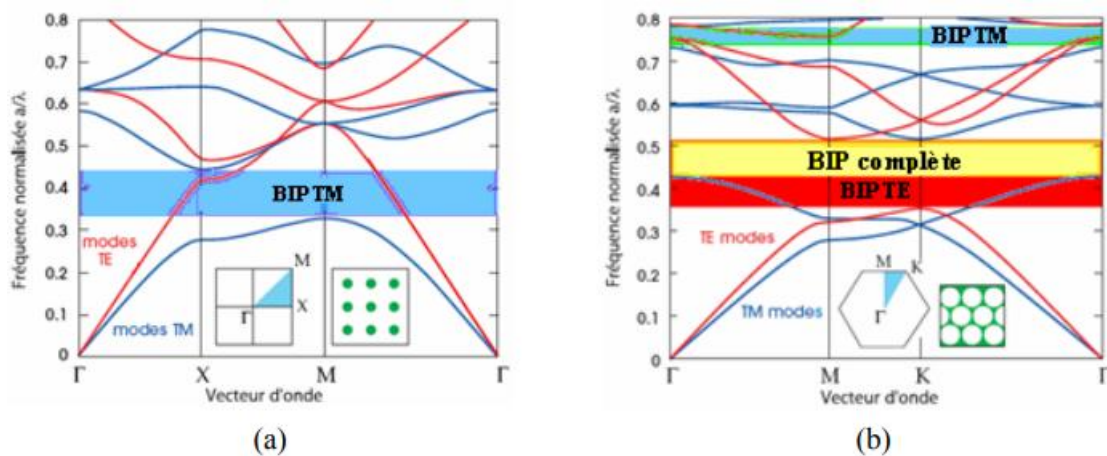 Fréquence normalisée a/λ
0.8
0.7
0.6
0.5
0.4
0.3
0.2
0.1
0
BIP TM
modes
TE
modes TM
M
X
Γ
Γ
X
M
Γ
Vecteur d'onde
(a)
Fréquence normalisée a/λ
0.8
0.7
0.6
0.5
0.4
0.3
0.2
0.1
0
BIP TM
BIP complète
BIP TE
TE modes
TM modes
M
K
Γ
Γ
M
K
Γ
Vecteur d'onde
(b)